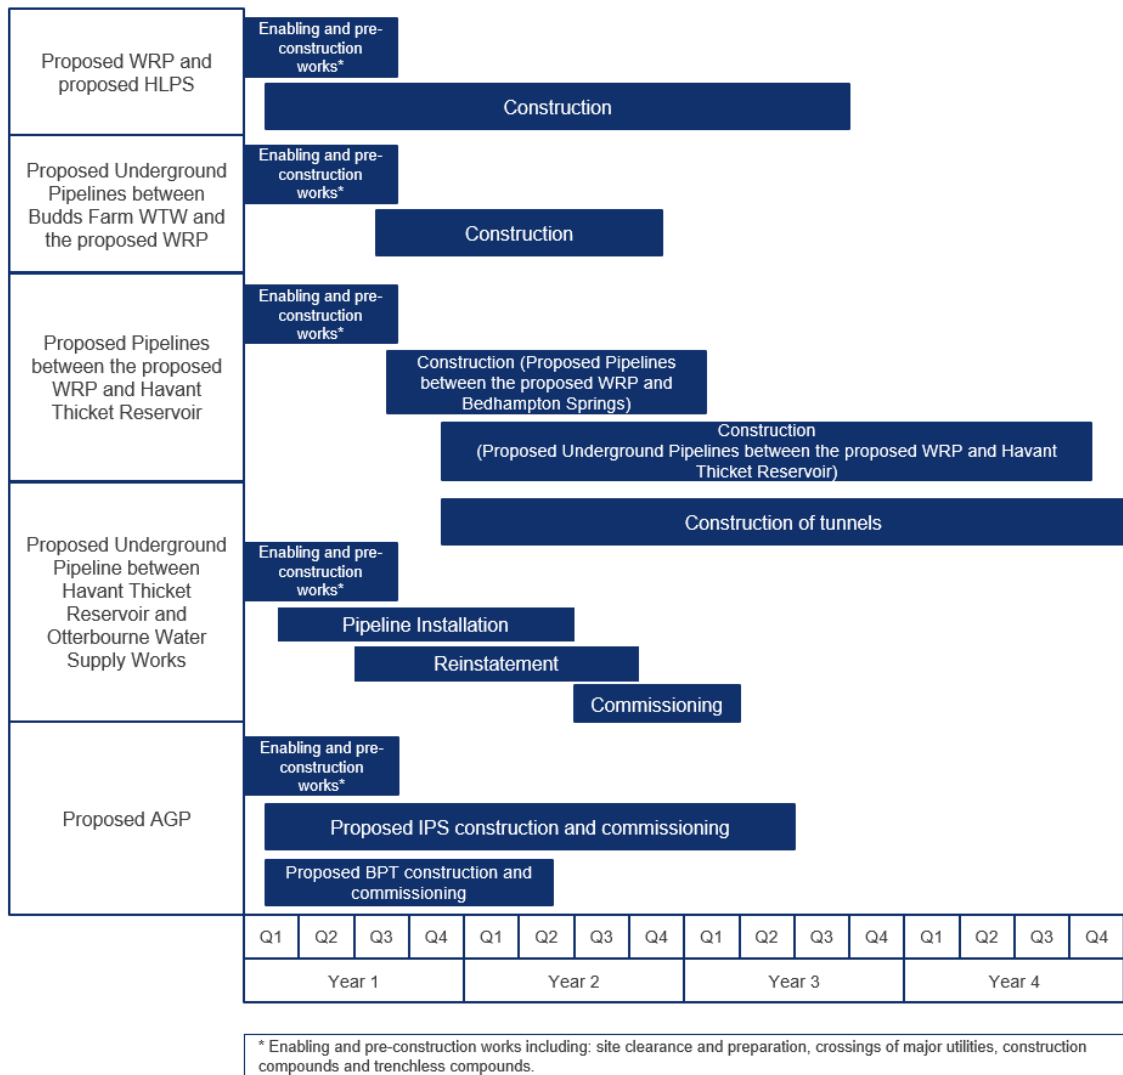 Proposed WRP and
proposed HLPS
Enabling and pre-
construction
works*
Construction
Proposed Underground
Pipelines between
Budds Farm WTW and
the proposed WRP
Enabling and pre-
construction
works*
Construction
Proposed Pipelines
between the proposed
WRP and Havant
Thicket Reservoir
Enabling and pre-
construction
works*
Construction (Proposed Pipelines
between the proposed WRP and
Bedhampton Springs)
Construction
(Proposed Underground Pipelines between the proposed WRP and Havant
Thicket Reservoir)
Proposed Underground
Pipeline between
Havant Thicket
Reservoir and
Otterbourne Water
Supply Works
Construction of tunnels
Enabling and pre-
construction
works*
Pipeline Installation
Reinstatement
Commissioning
Proposed AGP
Enabling and pre-
construction
works*
Proposed IPS construction and commissioning
Proposed BPT construction and
commissioning
Q1 Q2 Q3 Q4 Q1 Q2 Q3 Q4 Q1 Q2 Q3 Q4 Q1 Q2 Q3 Q4
Year 1 Year 2 Year 3 Year 4
* Enabling and pre-construction works including: site clearance and preparation, crossings of major utilities, construction
compounds and trenchless compounds.